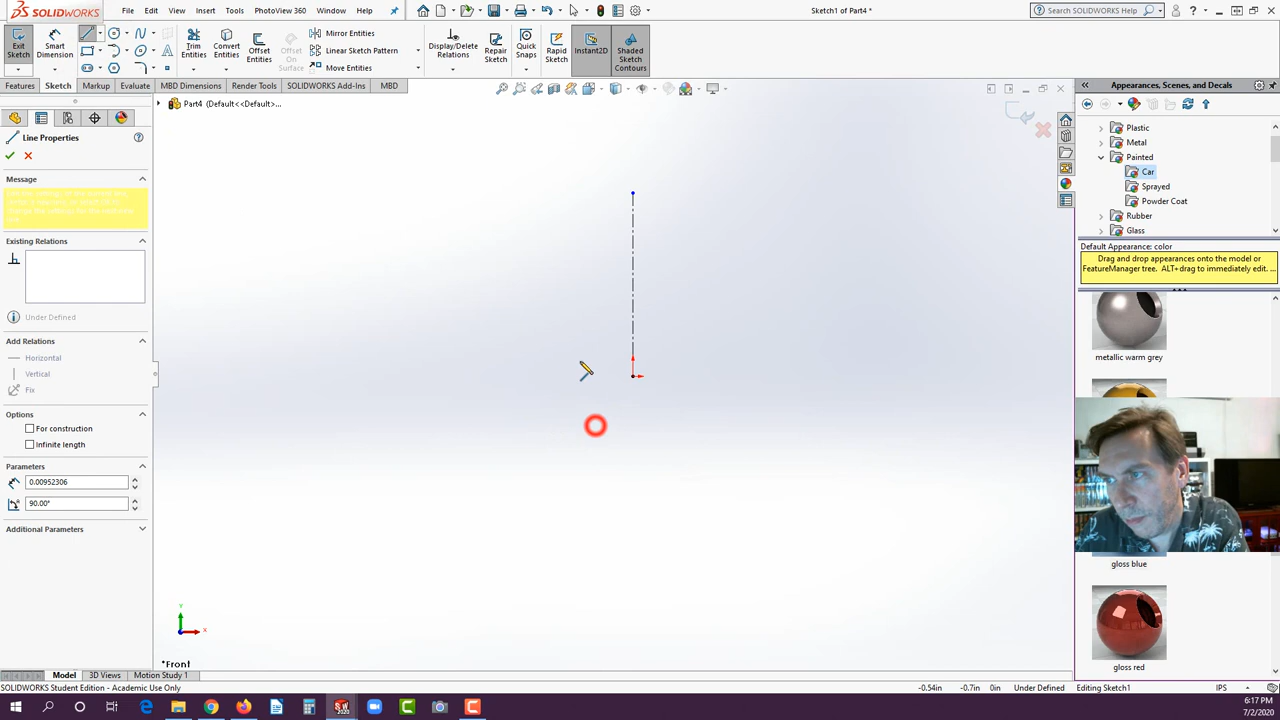 SOLIDWORKS
File Edit View Insert Tools PhotoView 360 Window Help
Sketch1 of Part4 *
Search SOLIDWORKS Help
Exit Sketch
Smart Dimension
Trim Entities
Convert Entities
Offset Entities
Offset On Surface
Mirror Entities
Linear Sketch Pattern
Move Entities
Display/Delete Relations
Repair Sketch
Quick Snaps
Rapid Sketch
Instant2D
Shaded Sketch Contours
Features Sketch Markup Evaluate MBD Dimensions Render Tools SOLIDWORKS Add-Ins MBD
Part4 (Default<<Default>...
Line Properties
Message
Existing Relations
Under Defined
Add Relations
Horizontal
Vertical
Fix
Options
For construction
Infinite length
Parameters
0.00952306
90.00°
Additional Parameters
Y
X
*Front
Appearances, Scenes, and Decals
Plastic
Metal
Painted
Car
Sprayed
Powder Coat
Rubber
Glass
Default Appearance: color
Drag and drop appearances onto the model or
FeatureManager tree. ALT+drag to immediately edit. ...
metallic warm grey
gloss blue
gloss red
Model 3D Views Motion Study 1
SOLIDWORKS Student Edition - Academic Use Only
-0.54in -0.7in 0in Under Defined Editing Sketch1 IPS
6:17 PM
7/2/2020